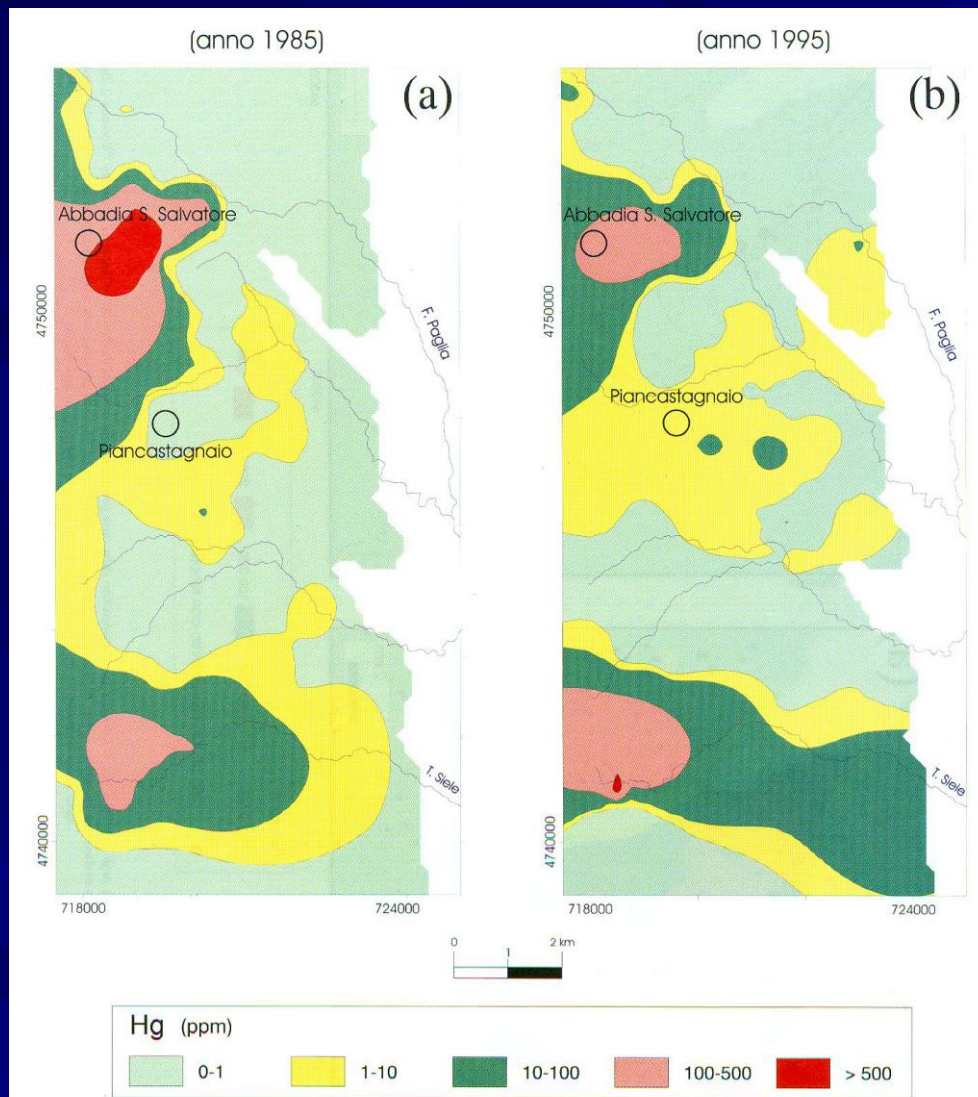 (anno 1985)
(a)
Abbadia S. Salvatore
4750000
F. Paglia
Piancastagnaio
T. Siele
4740000
718000
724000
(anno 1995)
(b)
Abbadia S. Salvatore
4750000
F. Paglia
Piancastagnaio
T. Siele
4740000
718000
724000
0 1 2 km
Hg (ppm)
0-1 1-10 10-100 100-500 > 500